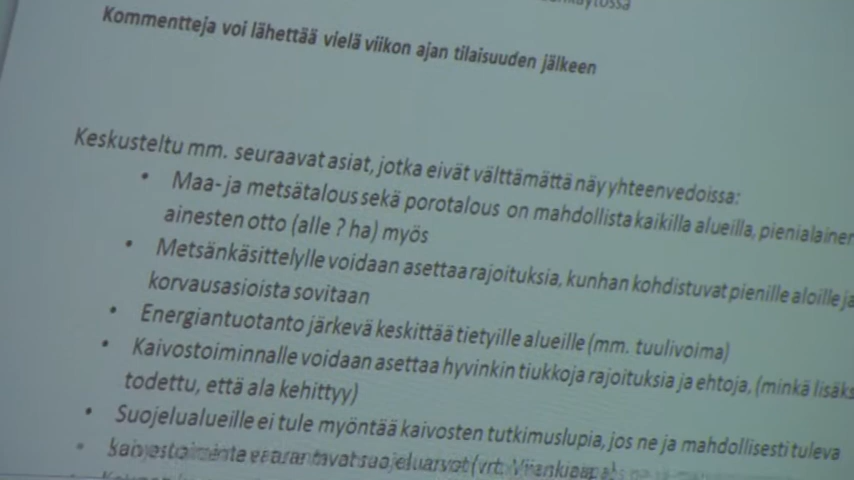 Kommentteja voi lähettää vielä viikon ajan tilaisuuden jälkeen
Keskusteltu mm. seuraavat asiat, jotka eivät välttämättä näy yhteenvedoissa:
• Maa- ja metsätalous sekä porotalous on mahdollista kaikilla alueilla, pienialainen
ainesten otto (alle ? ha) myös
• Metsänkäsittelylle voidaan asettaa rajoituksia, kunhan kohdistuvat pienille aloille ja
korvausasioista sovitaan
• Energiantuotanto järkevä keskittää tietyille alueille (mm. tuulivoima)
• Kaivostoiminnalle voidaan asettaa hyvinkin tiukkoja rajoituksia ja ehtoja, (minkä lisäks
todettu, että ala kehittyy)
• Suojelualueille ei tule myöntää kaivosten tutkimuslupia, jos ne ja mahdollisesti tuleva
• suojeluarvot (vrt. Viiankiaapa)